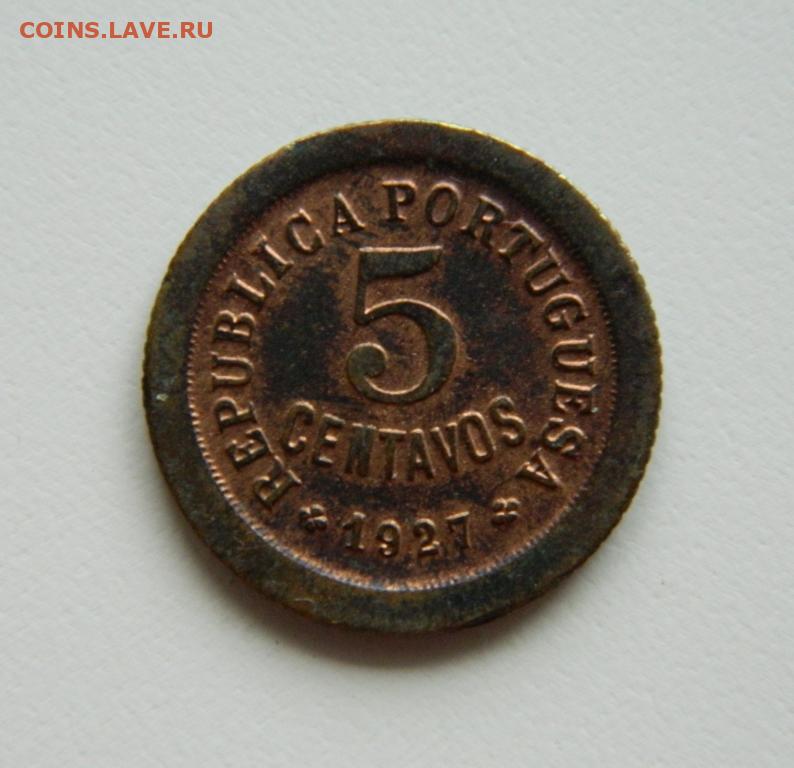 COINS.LAVE.RU
REPUBLICA PORTUGUESA
5
CENTAVOS
* 1927 *